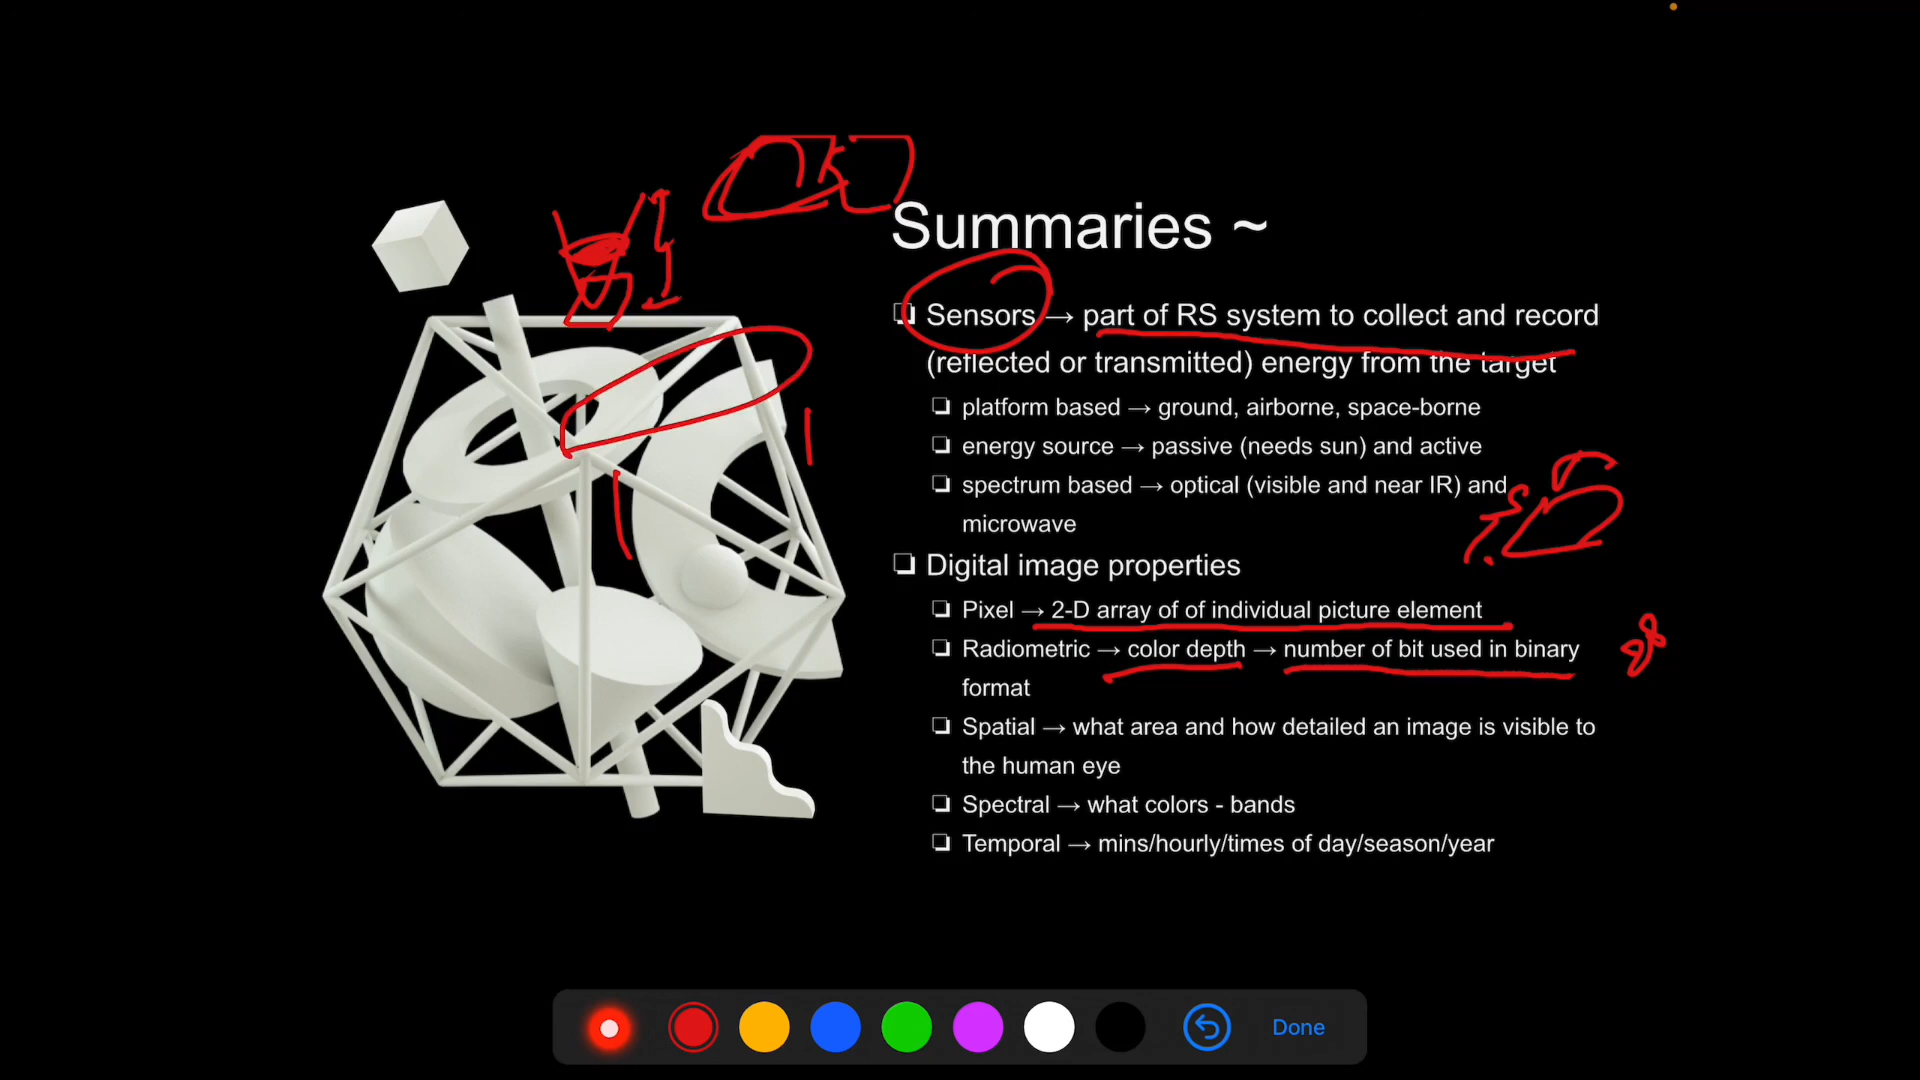 Summaries ~
❏ Sensors → part of RS system to collect and record
(reflected or transmitted) energy from the target
❏ platform based → ground, airborne, space-borne
❏ energy source → passive (needs sun) and active
❏ spectrum based → optical (visible and near IR) and
microwave
❏ Digital image properties
❏ Pixel → 2-D array of of individual picture element
❏ Radiometric → color depth → number of bit used in binary
format
❏ Spatial → what area and how detailed an image is visible to
the human eye
❏ Spectral → what colors - bands
❏ Temporal → mins/hourly/times of day/season/year
Done